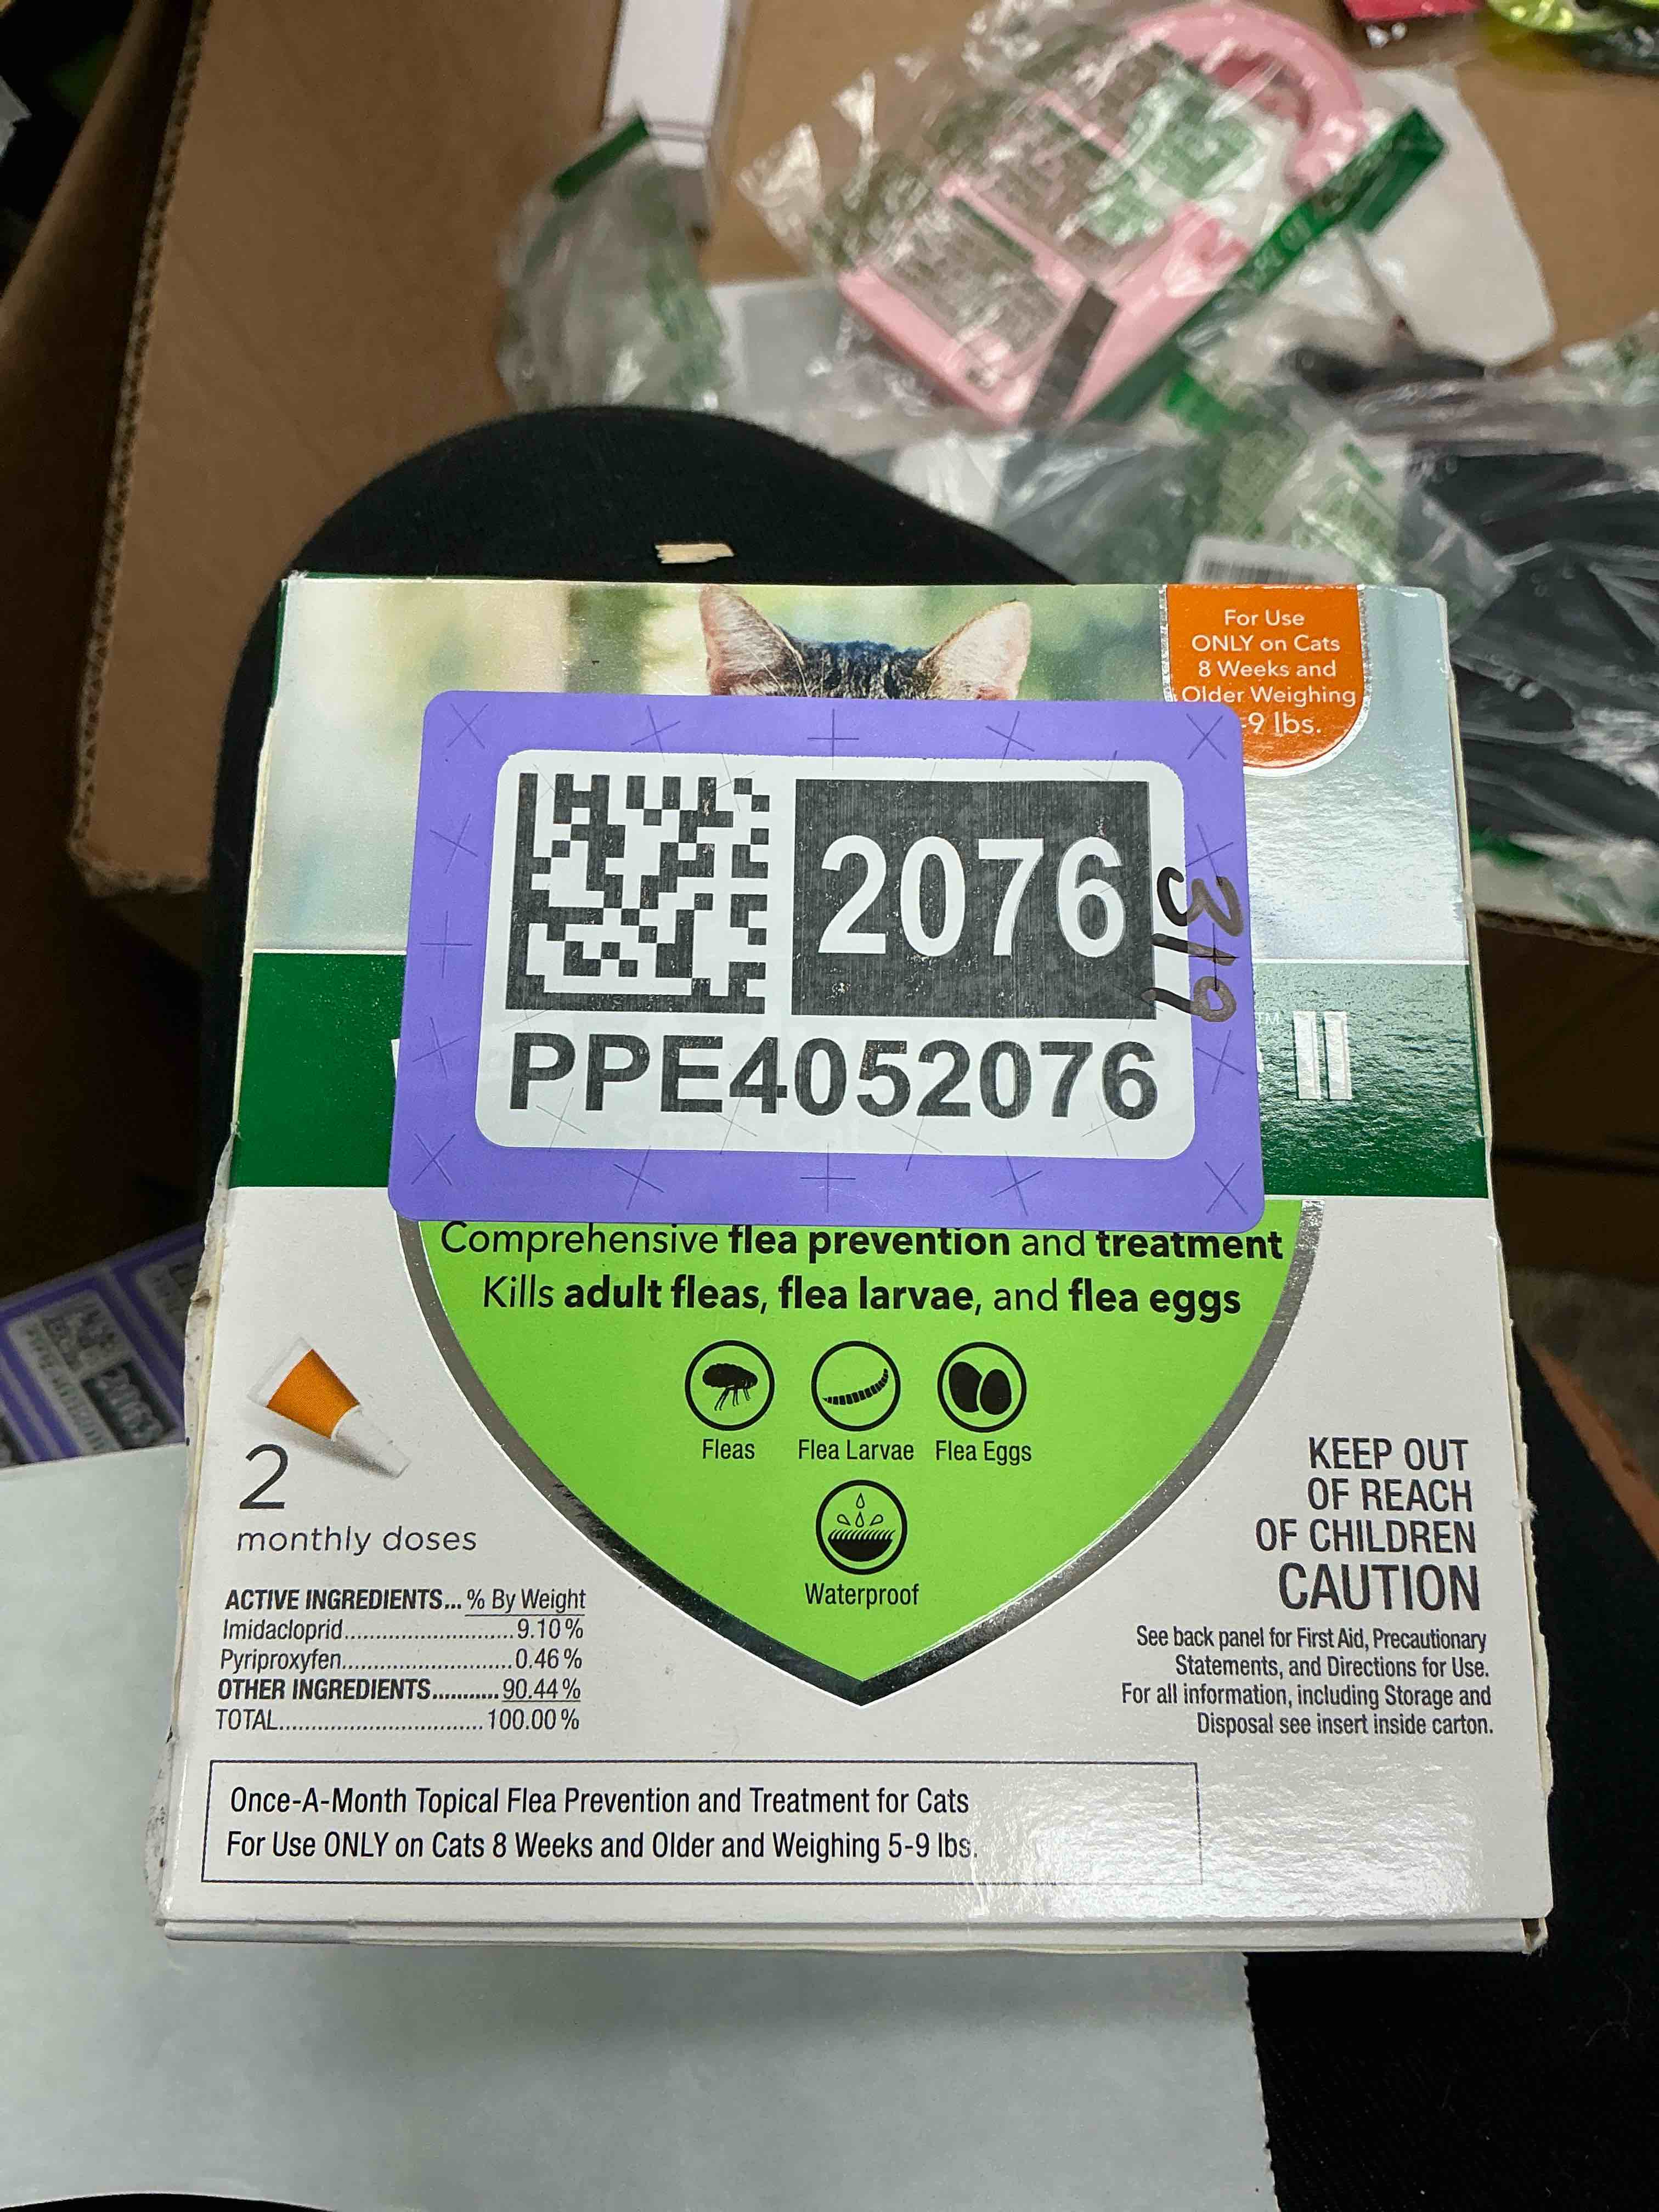 For Use
ONLY on Cats
8 Weeks and
Older Weighing
-9 lbs.
2076
319
PPE4052076
™ II
Comprehensive flea prevention and treatment
Kills adult fleas, flea larvae, and flea eggs
Fleas Flea Larvae Flea Eggs
Waterproof
2
monthly doses
ACTIVE INGREDIENTS... % By Weight
Imidacloprid............................9.10%
Pyriproxyfen............................0.46%
OTHER INGREDIENTS...........90.44%
TOTAL.................................100.00%
KEEP OUT
OF REACH
OF CHILDREN
CAUTION
See back panel for First Aid, Precautionary
Statements, and Directions for Use.
For all information, including Storage and
Disposal see insert inside carton.
Once-A-Month Topical Flea Prevention and Treatment for Cats
For Use ONLY on Cats 8 Weeks and Older and Weighing 5-9 lbs.